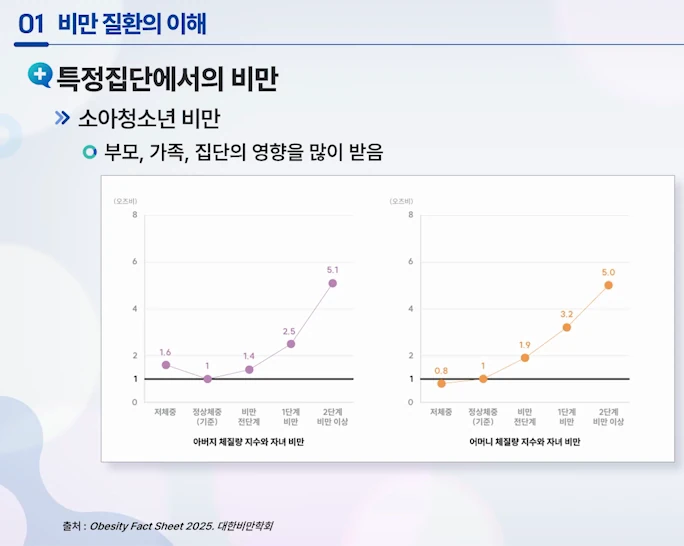 01 비만 질환의 이해
특정집단에서의 비만
소아청소년 비만
부모, 가족, 집단의 영향을 많이 받음
(오즈비)
8
6
4
2
1
0
1.6
1
1.4
2.5
5.1
저체중
정상체중
(기준)
비만
전단계
1단계
비만
2단계
비만 이상
아버지 체질량 지수와 자녀 비만
(오즈비)
8
6
4
2
1
0
0.8
1
1.9
3.2
5.0
저체중
정상체중
(기준)
비만
전단계
1단계
비만
2단계
비만 이상
어머니 체질량 지수와 자녀 비만
출처 : Obesity Fact Sheet 2025. 대한비만학회